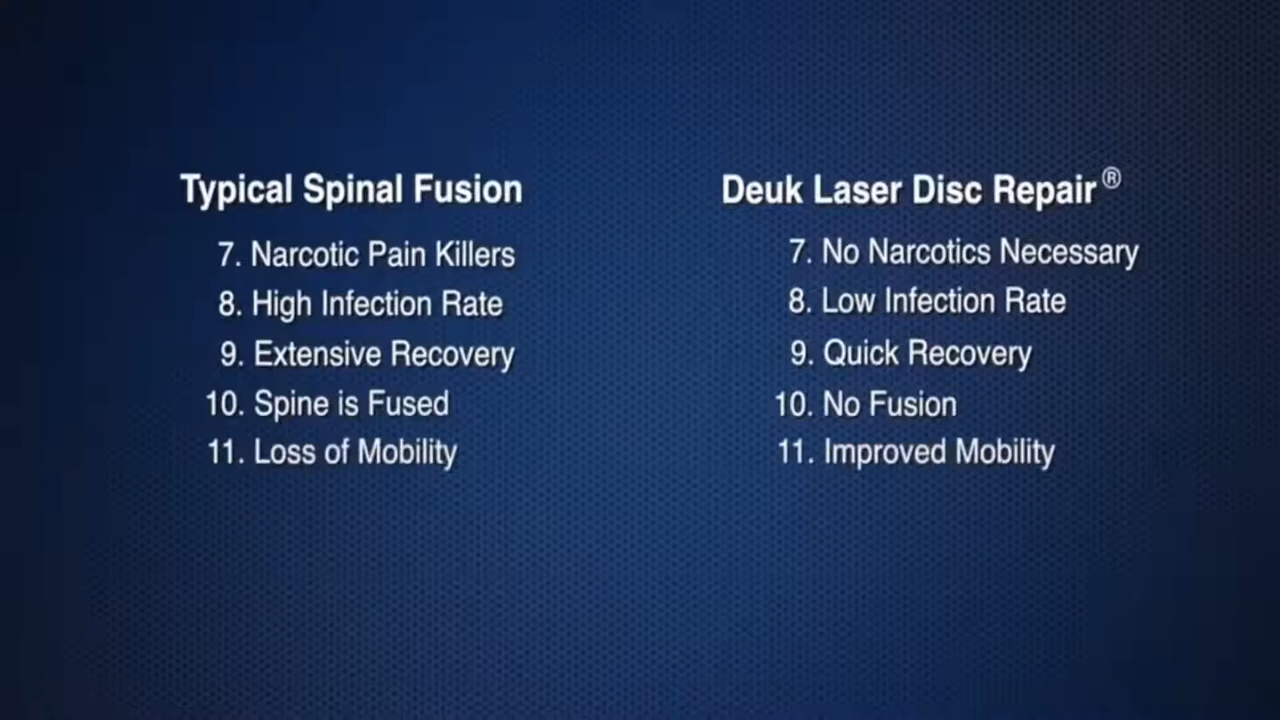 Typical Spinal Fusion
7. Narcotic Pain Killers
8. High Infection Rate
9. Extensive Recovery
10. Spine is Fused
11. Loss of Mobility
Deuk Laser Disc Repair®
7. No Narcotics Necessary
8. Low Infection Rate
9. Quick Recovery
10. No Fusion
11. Improved Mobility